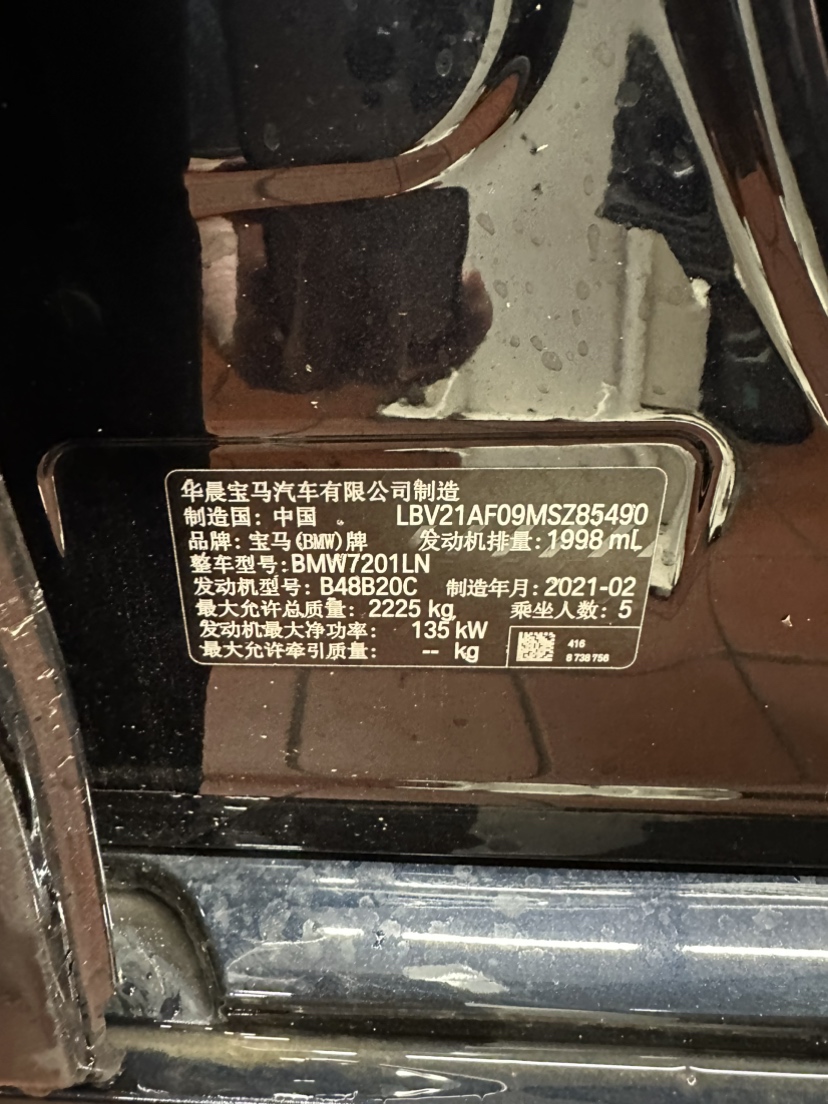 华晨宝马汽车有限公司制造
制造国: 中国 LBV21AF09MSZ85490
品牌: 宝马(BMW)牌 发动机排量: 1998 mL
整车型号: BMW7201LN
发动机型号: B48B20C 制造年月: 2021-02
最大允许总质量: 2225 kg 乘坐人数: 5
发动机最大净功率: 135 kW
最大允许牵引质量: -- kg
416
8 738 756